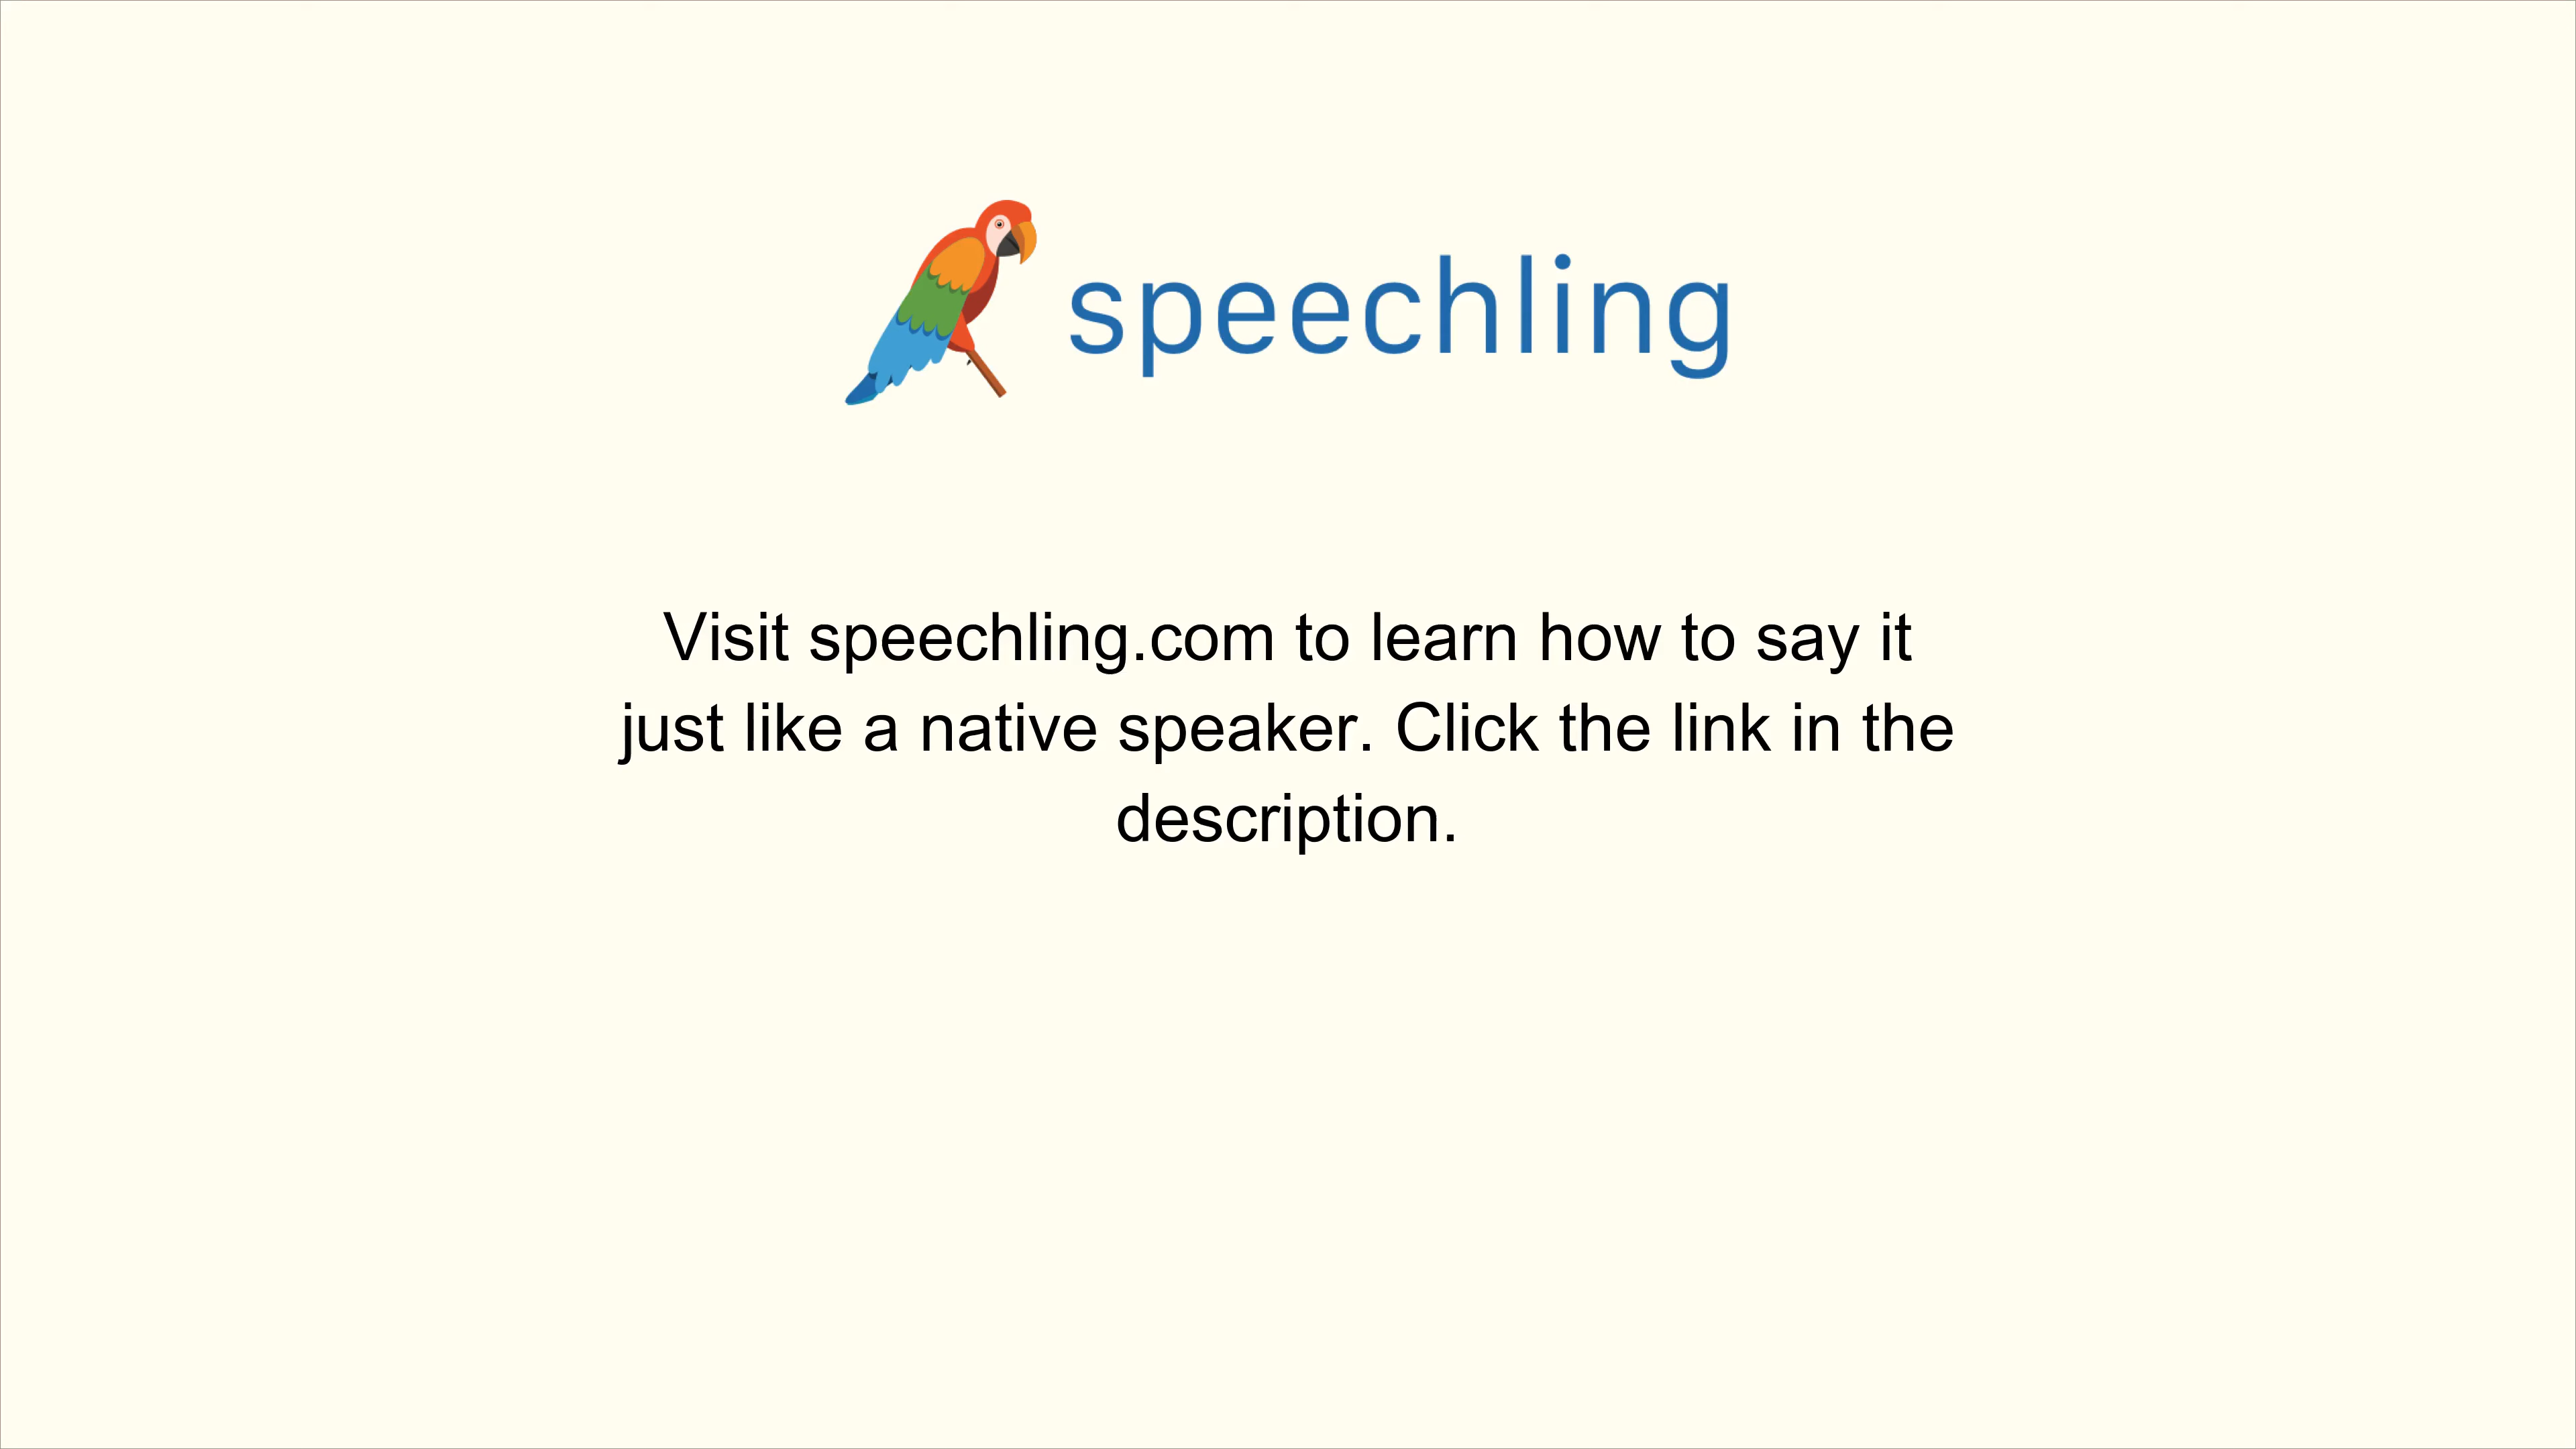 speechling
Visit speechling.com to learn how to say it
just like a native speaker. Click the link in the
description.